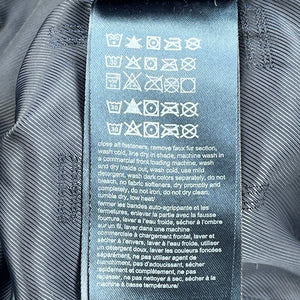 close all fasteners, remove faux fur section,
wash cold, line dry in shade, machine wash in
a commercial front loading machine, wash
and dry inside out, wash cold, use mild
detergent, wash dark colors separately, do not
bleach, no fabric softeners, dry promptly and
completely, do not iron, do not dry clean,
tumble dry, low heat/
fermer les bandes auto-agrippante et les
fermetures, enlever la partie avec la fausse
fourrure, laver à l'eau froide, sécher à l'ombre
sur un fil, laver dans une machine
commerciale à chargement frontal, laver et
sécher à l'envers, laver à l'eau froide, utiliser
un détergent doux, laver les couleurs foncées
séparément, ne pas utiliser d'agent de
blanchiment, pas d'adoucissant, sécher
rapidement et complètement, ne pas
repasser, ne pas nettoyer à sec, sécher à la
machine à basse température/